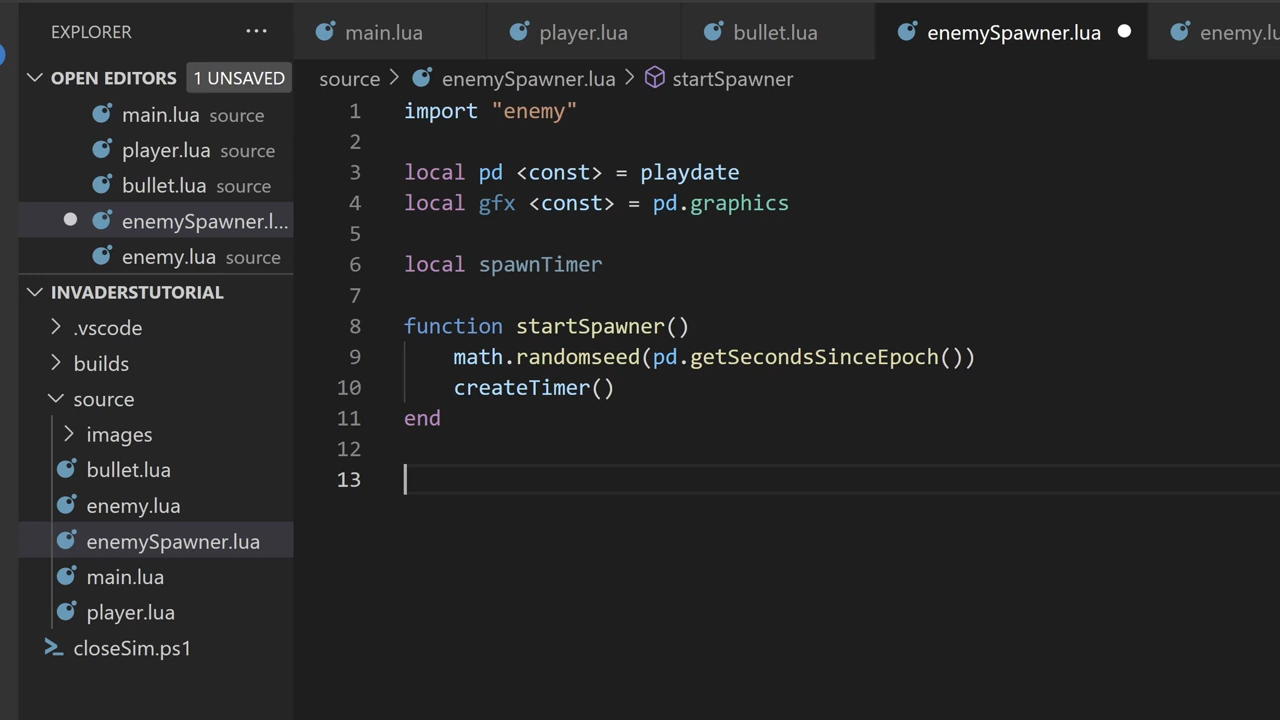 EXPLORER ...
OPEN EDITORS 1 UNSAVED
main.lua source
player.lua source
bullet.lua source
enemySpawner.l...
enemy.lua source
INVADERSTUTORIAL
.vscode
builds
source
images
bullet.lua
enemy.lua
enemySpawner.lua
main.lua
player.lua
closeSim.ps1
main.lua player.lua bullet.lua enemySpawner.lua enemy.lu
source > enemySpawner.lua > startSpawner
1 import "enemy"
2
3 local pd <const> = playdate
4 local gfx <const> = pd.graphics
5
6 local spawnTimer
7
8 function startSpawner()
9 math.randomseed(pd.getSecondsSinceEpoch())
10 createTimer()
11 end
12
13